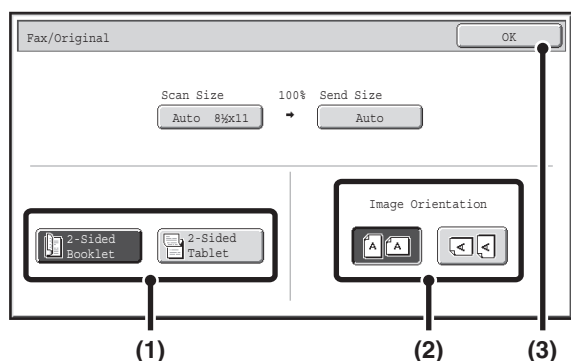 Fax/Original
OK
Scan Size
100%
Send Size
Auto 8½x11
Auto
2-Sided
Booklet
2-Sided
Tablet
Image Orientation
A A
A A
(1)
(2)
(3)